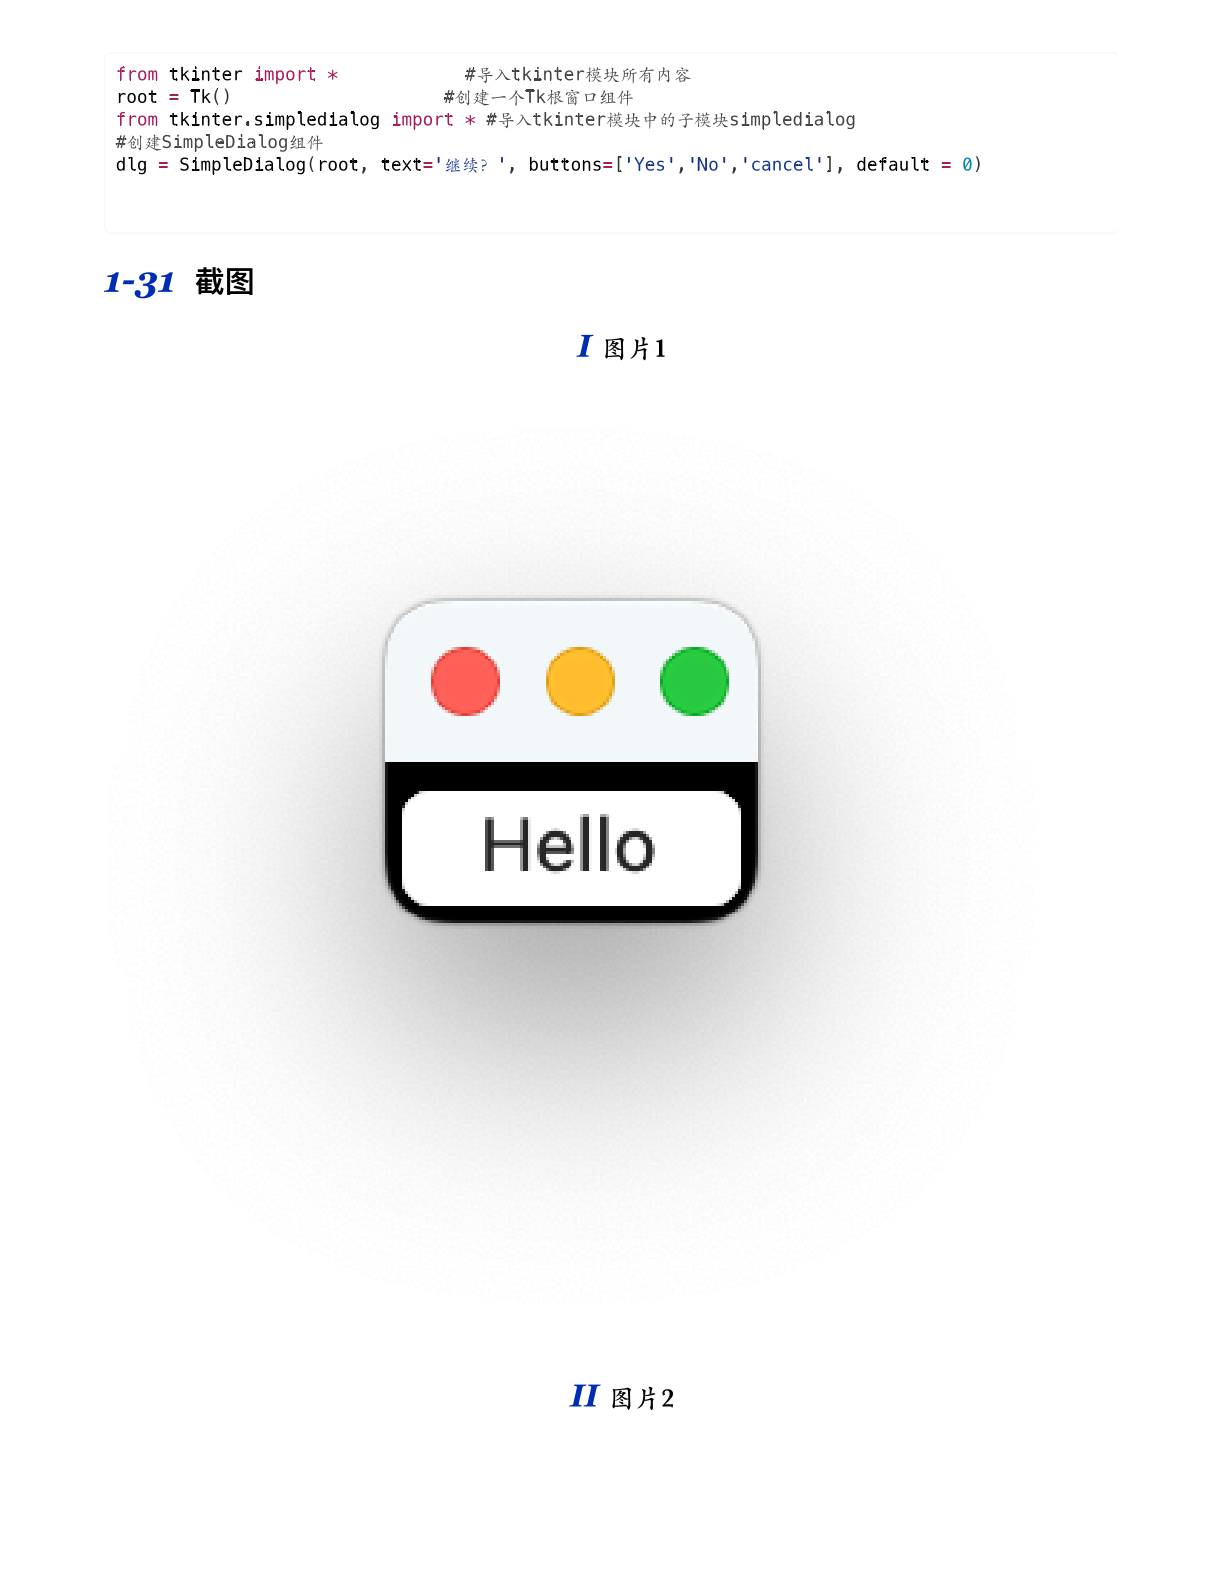 from tkinter import *            #导入tkinter模块所有内容
root = Tk()                    #创建一个Tk根窗口组件
from tkinter.simpledialog import * #导入tkinter模块中的子模块simpledialog
#创建SimpleDialog组件
dlg = SimpleDialog(root, text='继续？', buttons=['Yes','No','cancel'], default = 0)
1-31 截图
I 图片1
Hello
II 图片2